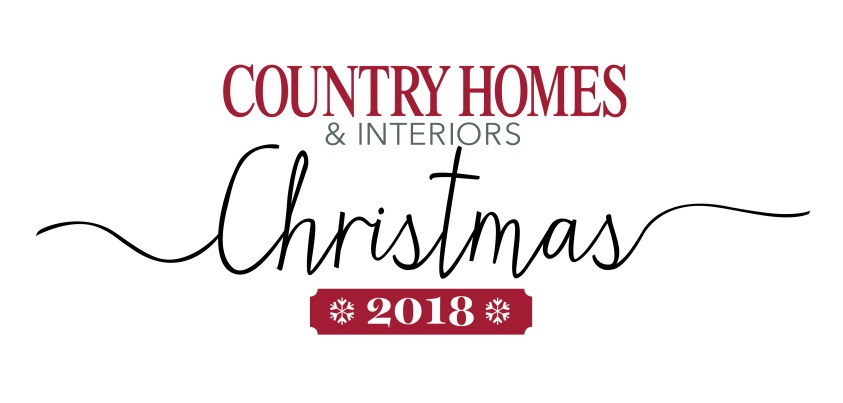 COUNTRY HOMES
& INTERIORS
Christmas
2018